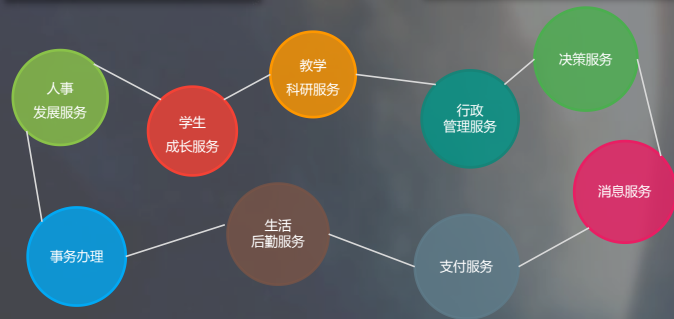 人事
发展服务
学生
成长服务
教学
科研服务
行政
管理服务
决策服务
消息服务
支付服务
生活
后勤服务
事务办理